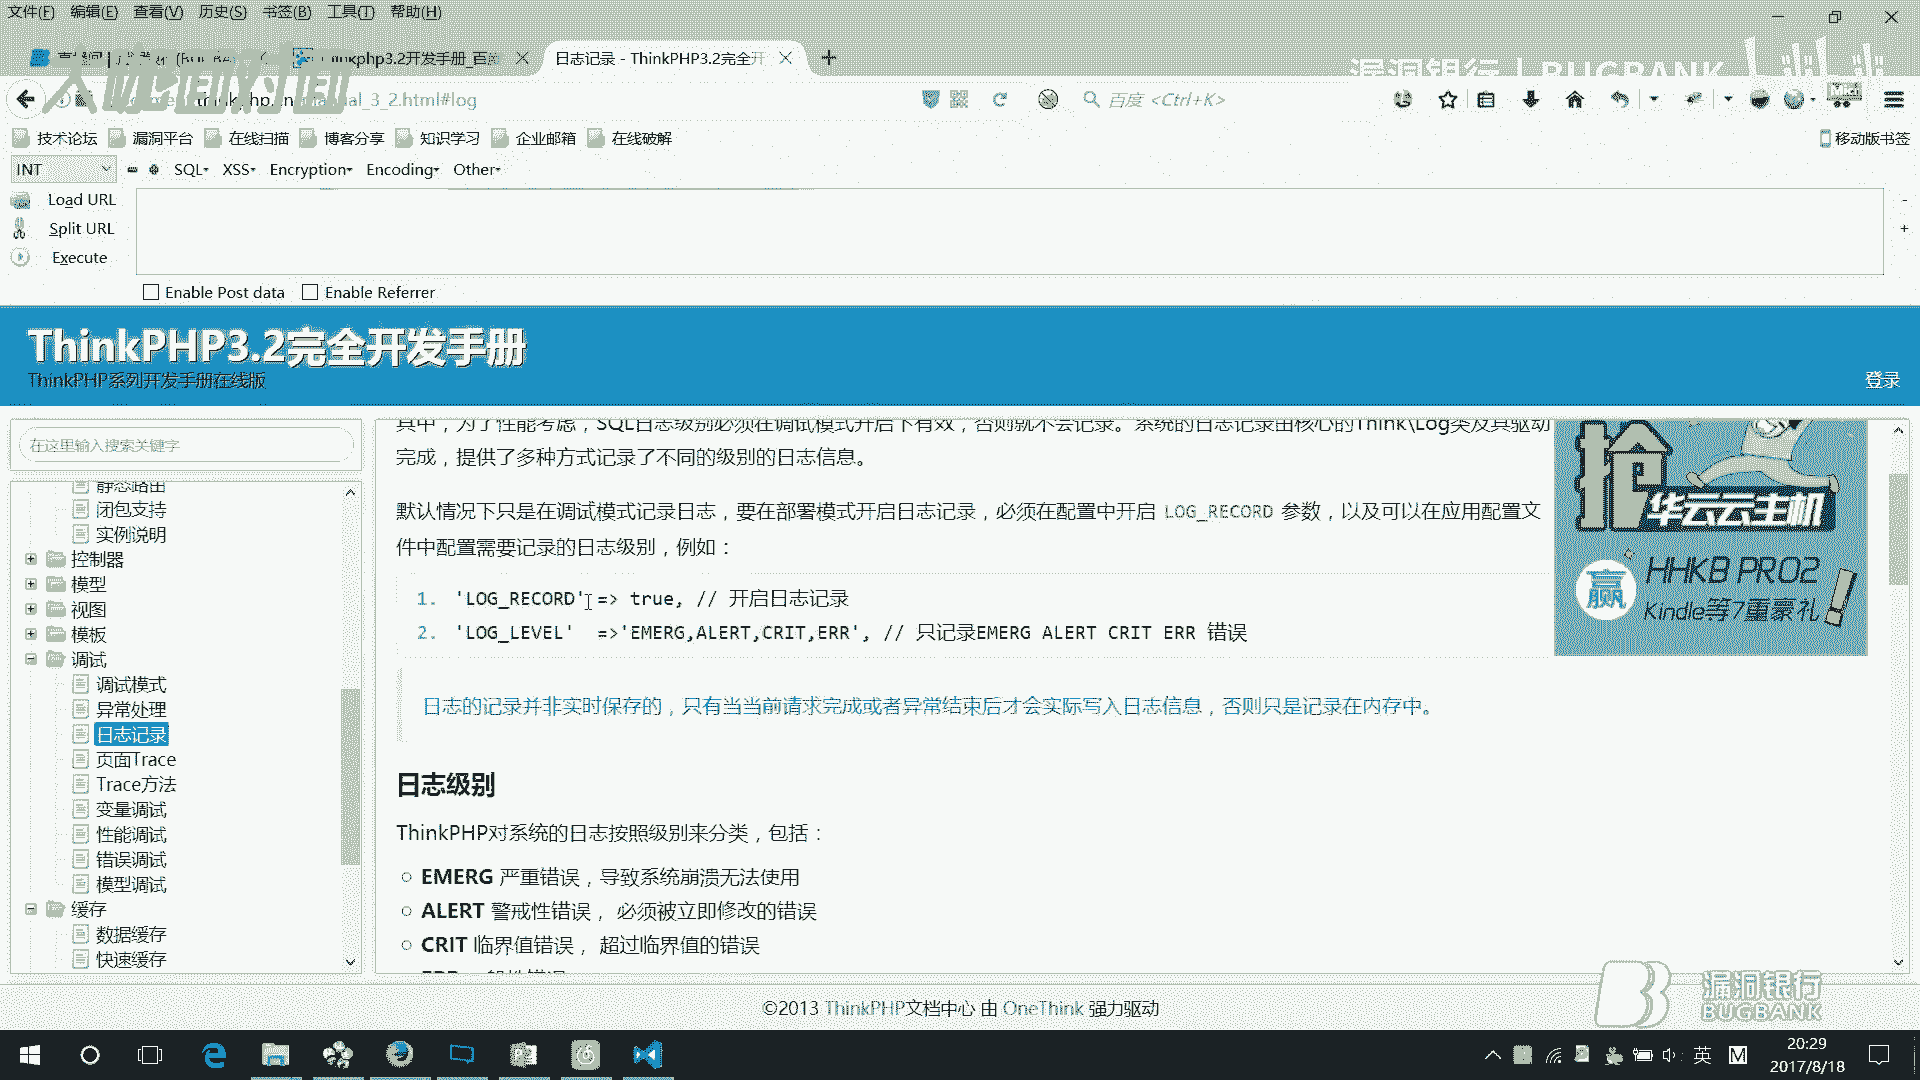 文件(F) 编辑(E) 查看(V) 历史(S) 书签(B) 工具(T) 帮助(H)
日志记录 - ThinkPHP3.2完全开
百度 <Ctrl+K>
技术论坛 漏洞平台 在线扫描 博客分享 知识学习 企业邮箱 在线破解 移动版书签
INT SQL XSS Encryption Encoding Other
Load URL
Split URL
Execute
Enable Post data Enable Referrer
ThinkPHP3.2完全开发手册
ThinkPHP系列开发手册在线版
登录
在这里输入搜索关键字
静态路由
闭包支持
实例说明
控制器
模型
视图
模板
调试
调试模式
异常处理
日志记录
页面Trace
Trace方法
变量调试
性能调试
错误调试
模型调试
缓存
数据缓存
快速缓存
其中，为了性能考虑，SQL日志级别必须在调试模式开启下有效，否则就不会记录。系统的日志记录由核心的Think\Log类及其驱动
完成，提供了多种方式记录了不同的级别的日志信息。
默认情况下只是在调试模式记录日志，要在部署模式开启日志记录，必须在配置中开启 LOG_RECORD 参数，以及可以在应用配置文
件中配置需要记录的日志级别，例如：
1. 'LOG_RECORD' => true, // 开启日志记录
2. 'LOG_LEVEL' =>'EMERG,ALERT,CRIT,ERR', // 只记录EMERG ALERT CRIT ERR 错误
日志的记录并非实时保存的，只有当当前请求完成或者异常结束后才会实际写入日志信息，否则只是记录在内存中。
日志级别
ThinkPHP对系统的日志按照级别来分类，包括：
EMERG 严重错误，导致系统崩溃无法使用
ALERT 警戒性错误， 必须被立即修改的错误
CRIT 临界值错误， 超过临界值的错误
抢
华云云主机
赢
HHKB PRO2
Kindle等7重豪礼!
©2013 ThinkPHP文档中心 由 OneThink 强力驱动
漏洞银行
BUGBANK
英 M
20:29
2017/8/18